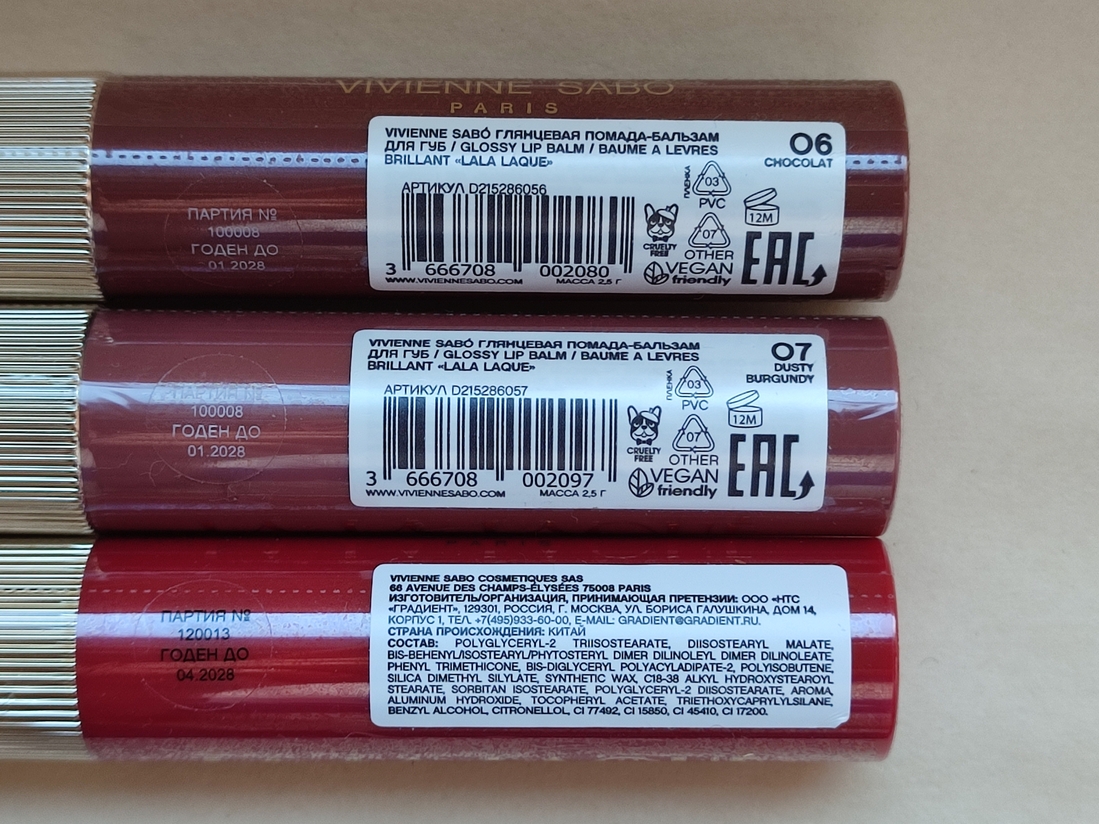 VIVIENNE SABO
PARIS
VIVIENNE SABÓ ГЛЯНЦЕВАЯ ПОМАДА-БАЛЬЗАМ
ДЛЯ ГУБ / GLOSSY LIP BALM / BAUME A LEVRES
BRILLANT «LALA LAQUE»
06
CHOCOLAT
АРТИКУЛ D215286056
3 666708 002080
WWW.VIVIENNESABO.COM МАССА 2,5 Г
ПЛЕНКА
03
PVC
07
OTHER
CRUELTY
FREE
VEGAN
friendly
12M
EAC
ПАРТИЯ №
100008
ГОДЕН ДО
01.2028
VIVIENNE SABÓ ГЛЯНЦЕВАЯ ПОМАДА-БАЛЬЗАМ
ДЛЯ ГУБ / GLOSSY LIP BALM / BAUME A LEVRES
BRILLANT «LALA LAQUE»
07
DUSTY
BURGUNDY
АРТИКУЛ D215286057
3 666708 002097
WWW.VIVIENNESABO.COM МАССА 2,5 Г
ПЛЕНКА
03
PVC
07
OTHER
CRUELTY
FREE
VEGAN
friendly
12M
EAC
ПАРТИЯ №
100008
ГОДЕН ДО
01.2028
ПАРТИЯ №
120013
ГОДЕН ДО
04.2028
VIVIENNE SABO COSMETIQUES SAS
66 AVENUE DES CHAMPS-ÉLYSÉES 75008 PARIS
ИЗГОТОВИТЕЛЬ/ОРГАНИЗАЦИЯ, ПРИНИМАЮЩАЯ ПРЕТЕНЗИИ: ООО «НТС
«ГРАДИЕНТ», 129301, РОССИЯ, Г. МОСКВА, УЛ. БОРИСА ГАЛУШКИНА, ДОМ 14,
КОРПУС 1, ТЕЛ. +7(495)933-60-00, E-MAIL: GRADIENT@GRADIENT.RU.
СТРАНА ПРОИСХОЖДЕНИЯ: КИТАЙ
СОСТАВ: POLYGLYCERYL-2 TRIISOSTEARATE, DIISOSTEARYL MALATE,
BIS-BEHENYL/ISOSTEARYL/PHYTOSTERYL DIMER DILINOLEYL DIMER DILINOLEATE,
PHENYL TRIMETHICONE, BIS-DIGLYCERYL POLYACYLADIPATE-2, POLYISOBUTENE,
SILICA DIMETHYL SILYLATE, SYNTHETIC WAX, C18-38 ALKYL HYDROXYSTEAROYL
STEARATE, SORBITAN ISOSTEARATE, POLYGLYCERYL-2 DIISOSTEARATE, AROMA,
ALUMINUM HYDROXIDE, TOCOPHERYL ACETATE, TRIETHOXYCAPRYLYLSILANE,
BENZYL ALCOHOL, CITRONELLOL, CI 77492, CI 15850, CI 45410, CI 17200.